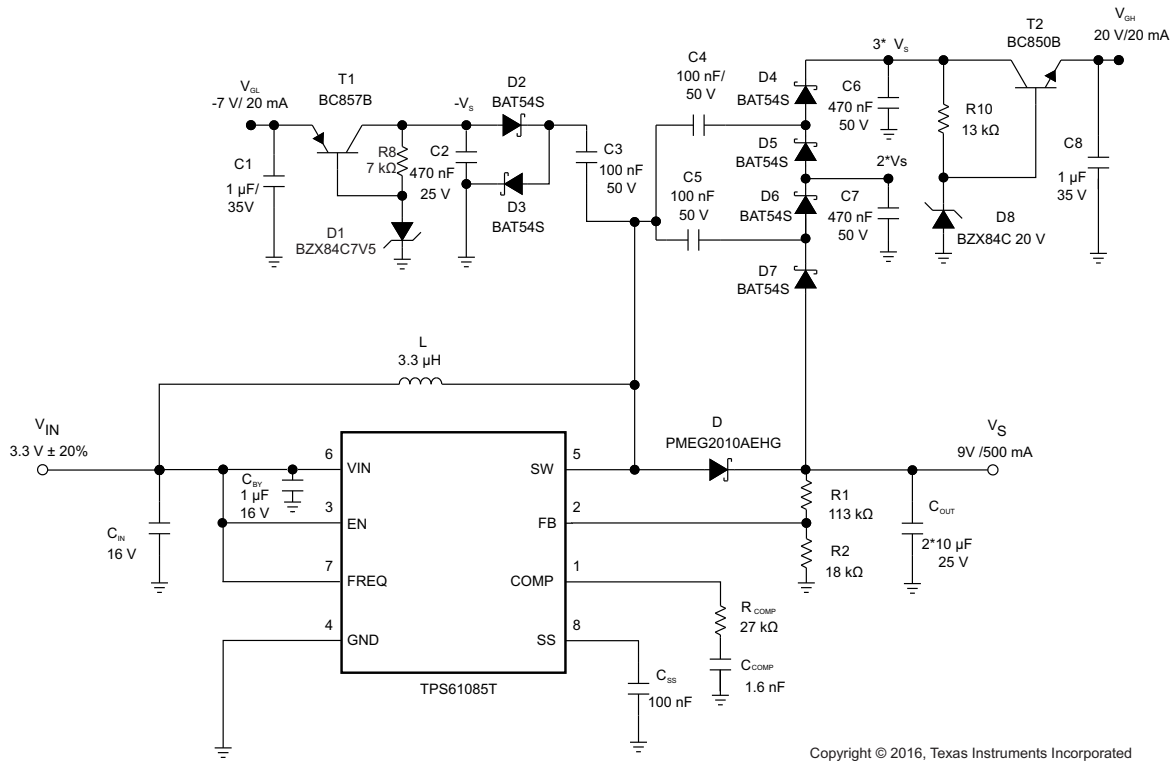 T2
BC850B
V_GH
20 V/20 mA
3* V_S
C4
100 nF/
50 V
D4
BAT54S
C6
470 nF
50 V
R10
13 kΩ
C8
1 µF
35 V
T1
BC857B
V_GL
-7 V/ 20 mA
-V_S
D2
BAT54S
C1
1 µF/
35V
R8
7 kΩ
C2
470 nF
25 V
D3
BAT54S
C3
100 nF
50 V
D5
BAT54S
2*Vs
C5
100 nF
50 V
D6
BAT54S
C7
470 nF
50 V
D8
BZX84C 20 V
D1
BZX84C7V5
D7
BAT54S
L
3.3 µH
V_IN
3.3 V ± 20%
D
PMEG2010AEHG
V_S
9V /500 mA
C_BY
1 µF
16 V
C_IN
16 V
6
VIN
3
EN
7
FREQ
4
GND
5
SW
2
FB
1
COMP
8
SS
TPS61085T
R1
113 kΩ
R2
18 kΩ
C_OUT
2*10 µF
25 V
R_COMP
27 kΩ
C_COMP
1.6 nF
C_SS
100 nF
Copyright © 2016, Texas Instruments Incorporated